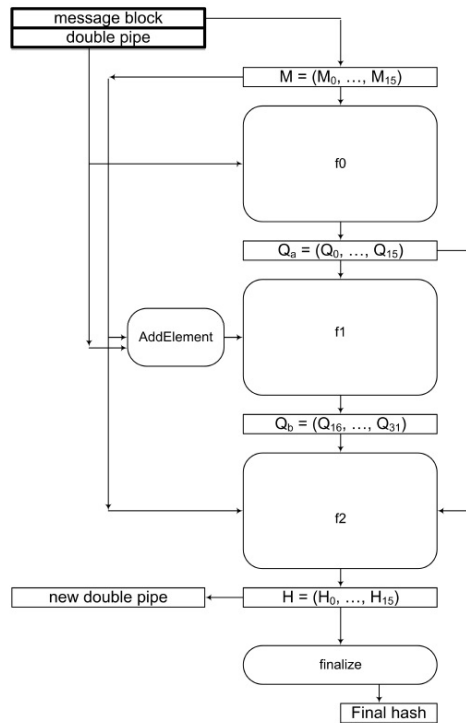 message block
double pipe
M = (M₀, ..., M₁₅)
f0
Qₐ = (Q₀, ..., Q₁₅)
AddElement
f1
Q_b = (Q₁₆, ..., Q₃₁)
f2
new double pipe
H = (H₀, ..., H₁₅)
finalize
Final hash